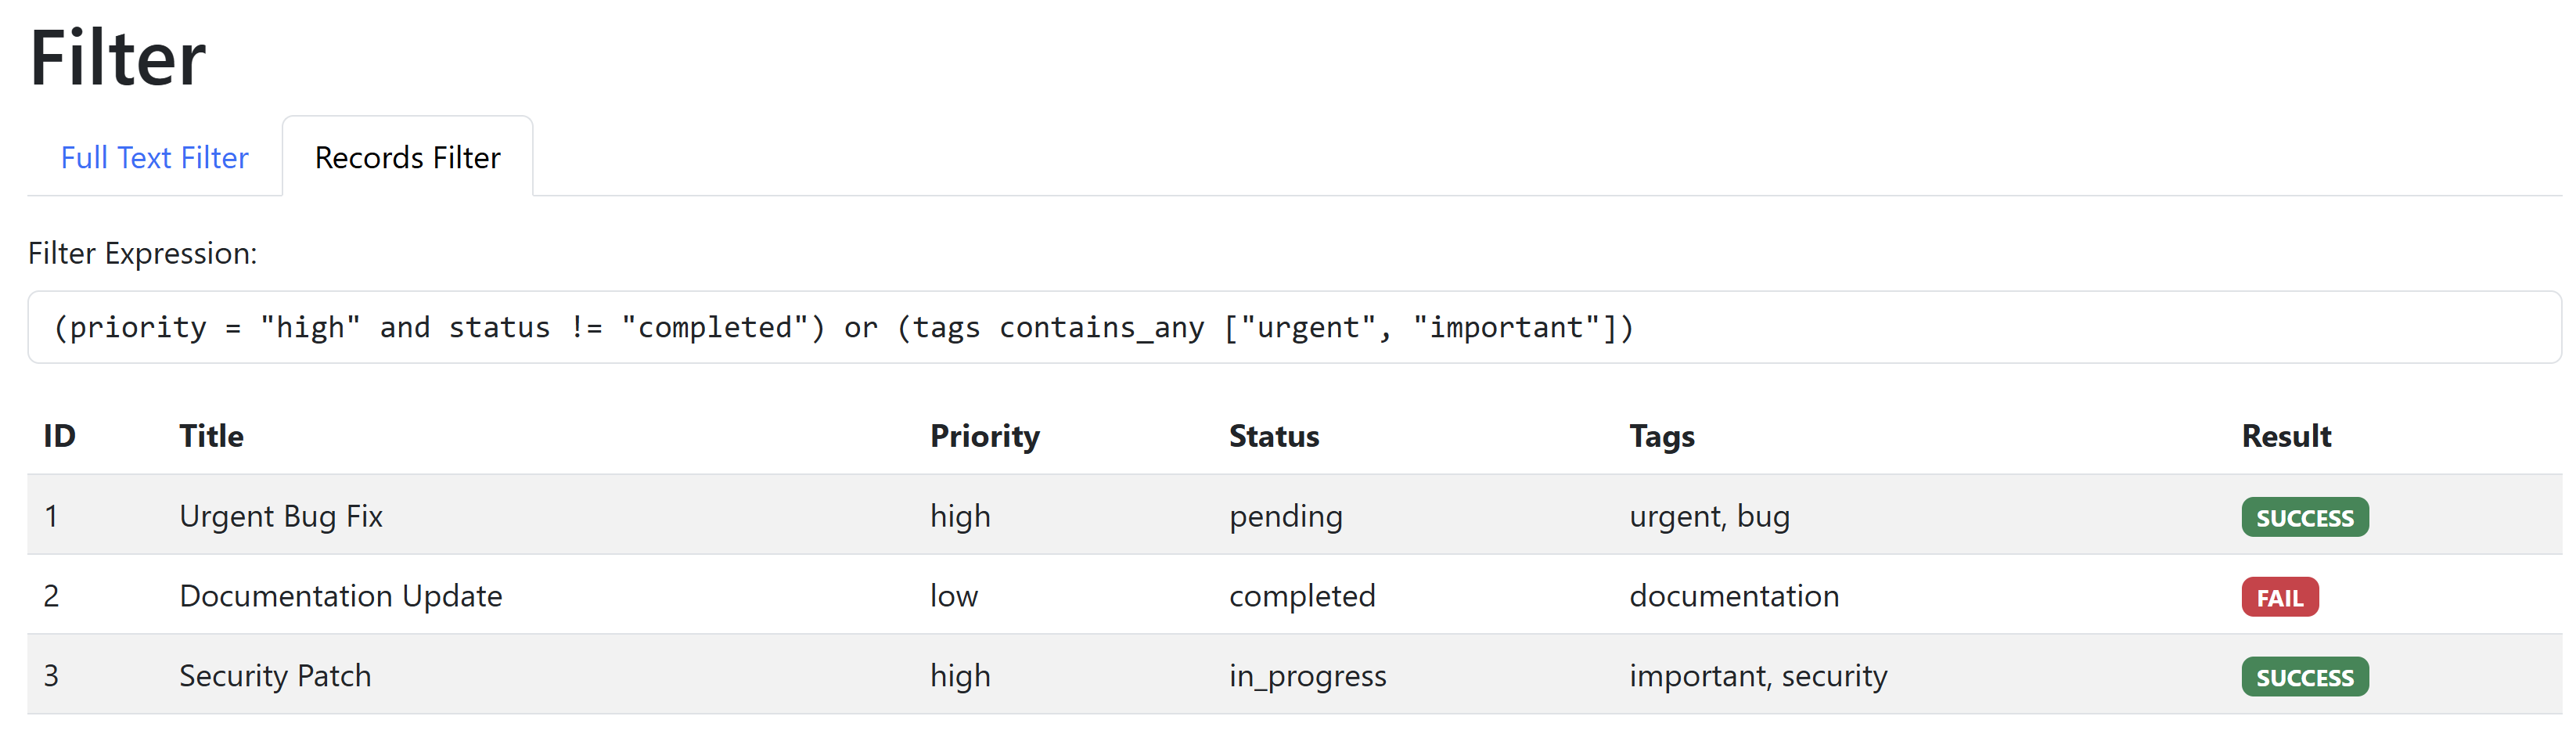 Filter
Full Text Filter Records Filter
Filter Expression:
(priority = "high" and status != "completed") or (tags contains_any ["urgent", "important"])
ID Title Priority Status Tags Result
1 Urgent Bug Fix high pending urgent, bug SUCCESS
2 Documentation Update low completed documentation FAIL
3 Security Patch high in_progress important, security SUCCESS